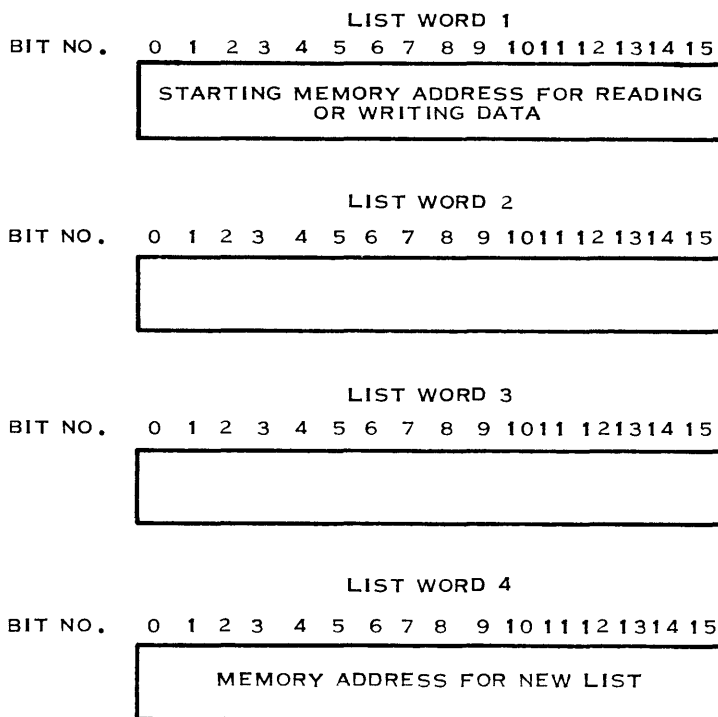 LIST WORD 1
BIT NO. 0 1 2 3 4 5 6 7 8 9 10 11 12 13 14 15
STARTING MEMORY ADDRESS FOR READING
OR WRITING DATA
LIST WORD 2
BIT NO. 0 1 2 3 4 5 6 7 8 9 10 11 12 13 14 15
LIST WORD 3
BIT NO. 0 1 2 3 4 5 6 7 8 9 10 11 12 13 14 15
LIST WORD 4
BIT NO. 0 1 2 3 4 5 6 7 8 9 10 11 12 13 14 15
MEMORY ADDRESS FOR NEW LIST